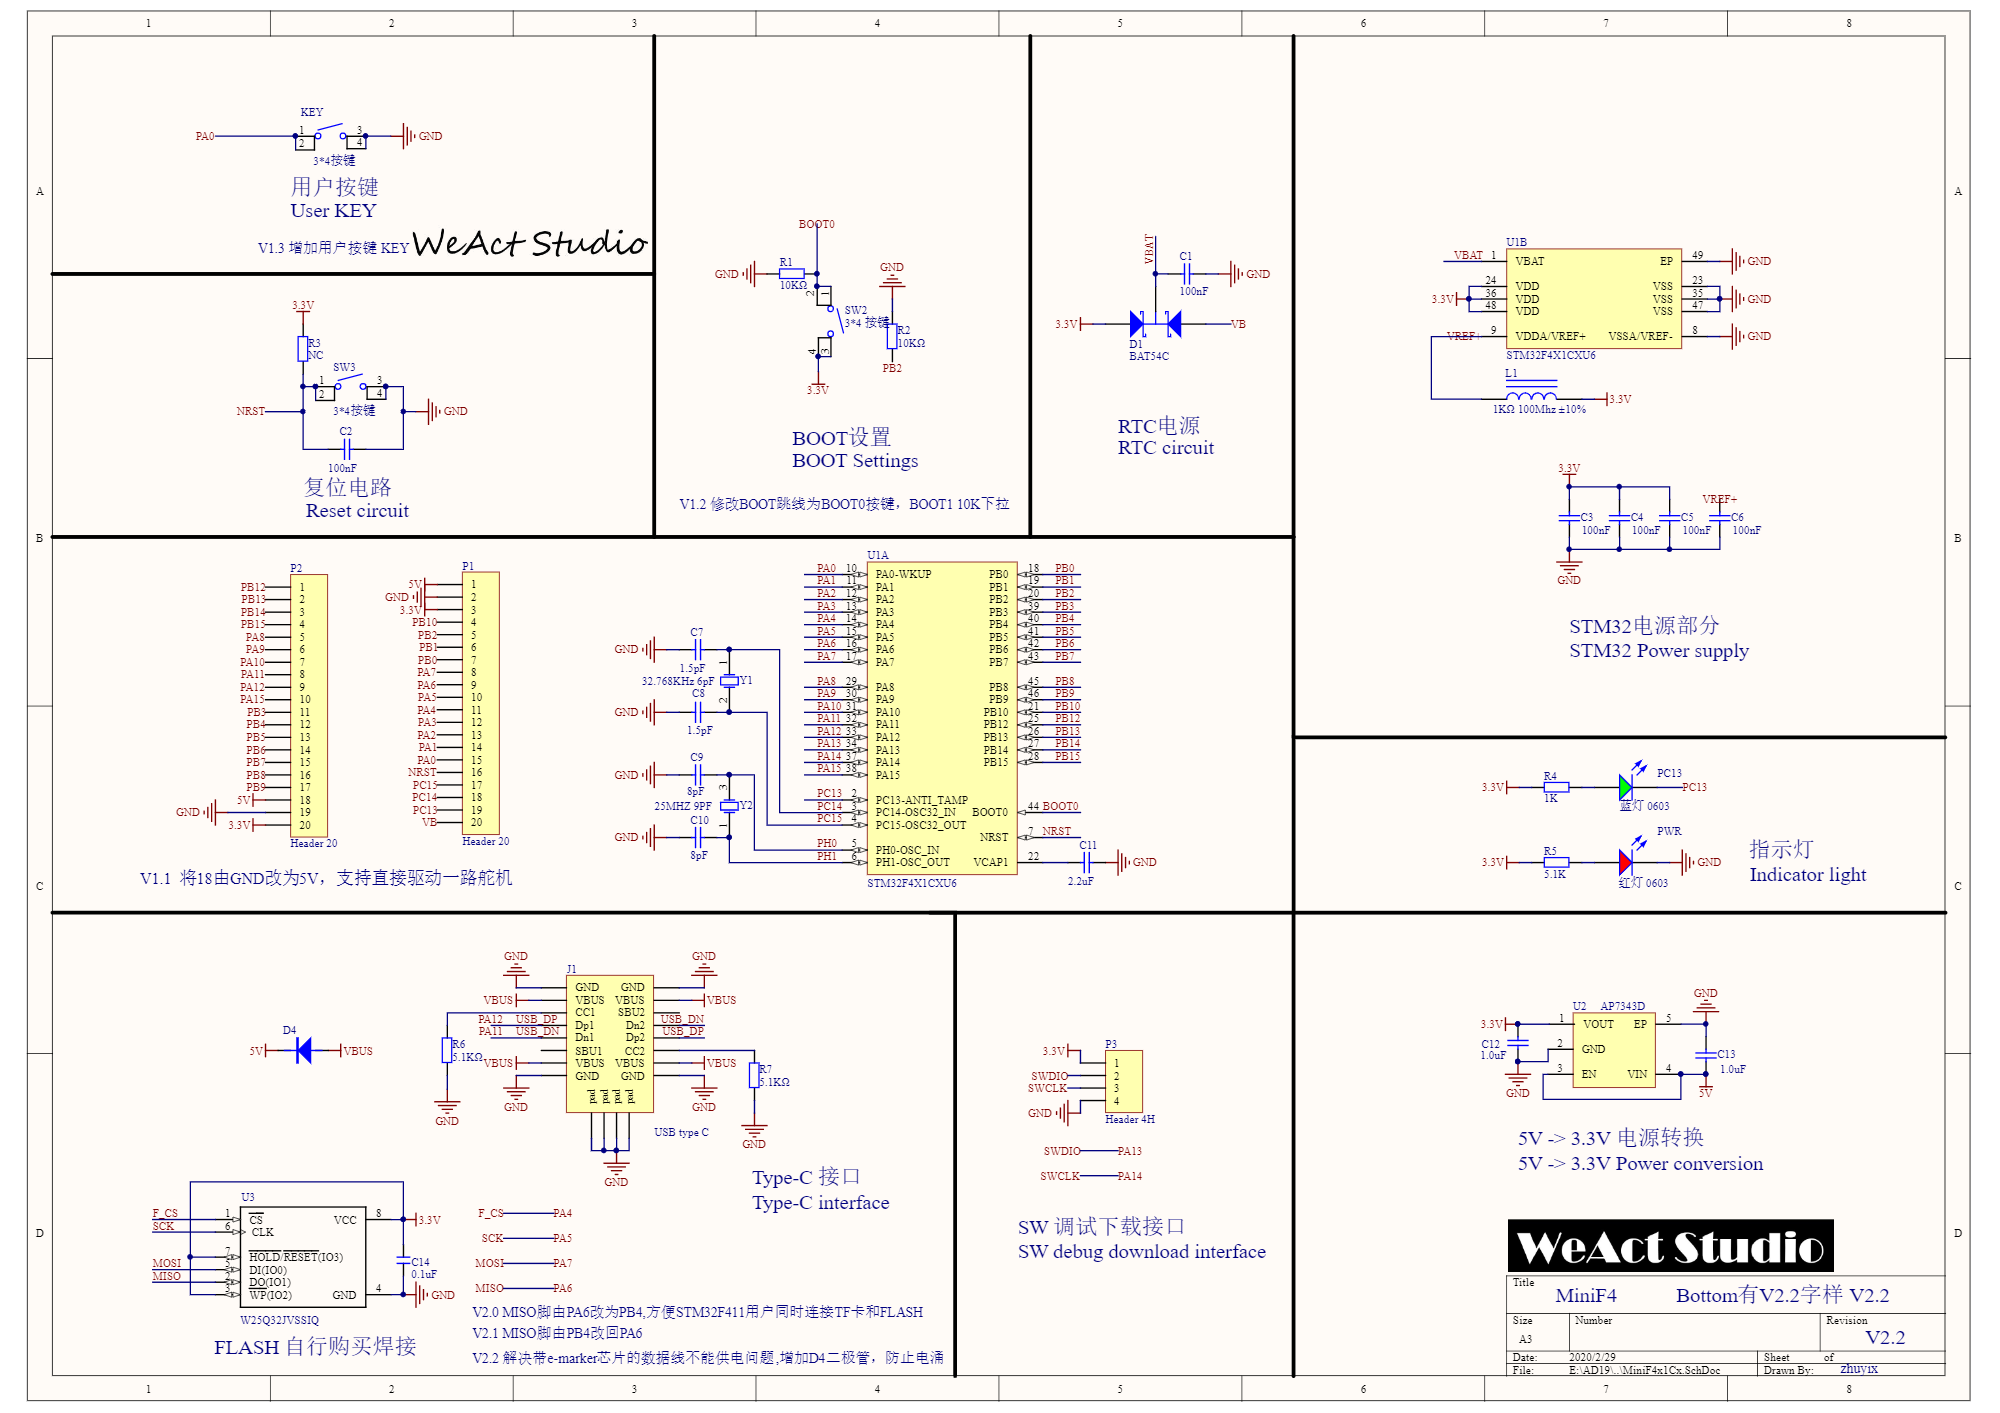 1 2 3 4 5 6 7 8
A
B
C
D
A
B
C
D
KEY
PA0
1
2
3
4
GND
3*4按键
用户按键
User KEY
V1.3 增加用户按键 KEY
WeAct Studio
3.3V
R3
NC
SW3
1
2
3
4
3*4按键
NRST
GND
C2
100nF
复位电路
Reset circuit
BOOT0
GND
R1
10KΩ
GND
2
1
SW2
3*4 按键
R2
10KΩ
4
3
PB2
3.3V
BOOT设置
BOOT Settings
V1.2 修改BOOT跳线为BOOT0按键，BOOT1 10K下拉
VBAT
C1
100nF
GND
3.3V
VB
D1
BAT54C
RTC电源
RTC circuit
U1B
VBAT 1 VBAT EP 49 GND
24 VDD VSS 23
3.3V 36 VDD VSS 35 GND
48 VDD VSS 47
VREF+ 9 VDDA/VREF+ VSSA/VREF- 8 GND
STM32F4X1CXU6
L1
3.3V
1KΩ 100Mhz ±10%
3.3V
VREF+
C3
100nF
C4
100nF
C5
100nF
C6
100nF
GND
STM32电源部分
STM32 Power supply
P2
PB12 1
PB13 2
PB14 3
PB15 4
PA8 5
PA9 6
PA10 7
PA11 8
PA12 9
PA15 10
PB3 11
PB4 12
PB5 13
PB6 14
PB7 15
PB8 16
PB9 17
5V 18
GND 19
3.3V 20
Header 20
P1
5V 1
GND 2
3.3V 3
PB10 4
PB2 5
PB1 6
PB0 7
PA7 8
PA6 9
PA5 10
PA4 11
PA3 12
PA2 13
PA1 14
PA0 15
NRST 16
PC15 17
PC14 18
PC13 19
VB 20
Header 20
V1.1 将18由GND改为5V，支持直接驱动一路舵机
GND
C7
1.5pF
32.768KHz 6pF
1
2
Y1
GND
C8
1.5pF
GND
C9
8pF
25MHZ 9PF
3
1
Y2
GND
C10
8pF
U1A
PA0 10 PA0-WKUP PB0 18 PB0
PA1 11 PA1 PB1 19 PB1
PA2 12 PA2 PB2 20 PB2
PA3 13 PA3 PB3 39 PB3
PA4 14 PA4 PB4 40 PB4
PA5 15 PA5 PB5 41 PB5
PA6 16 PA6 PB6 42 PB6
PA7 17 PA7 PB7 43 PB7
PA8 29 PA8 PB8 45 PB8
PA9 30 PA9 PB9 46 PB9
PA10 31 PA10 PB10 21 PB10
PA11 32 PA11 PB12 25 PB12
PA12 33 PA12 PB13 26 PB13
PA13 34 PA13 PB14 27 PB14
PA14 37 PA14 PB15 28 PB15
PA15 38 PA15
PC13 2 PC13-ANTI_TAMP
PC14 3 PC14-OSC32_IN BOOT0 44 BOOT0
PC15 4 PC15-OSC32_OUT
NRST 7 NRST
PH0 5 PH0-OSC_IN
PH1 6 PH1-OSC_OUT VCAP1 22
STM32F4X1CXU6
C11
2.2uF
GND
3.3V
R4
1K
PC13
PC13
蓝灯 0603
3.3V
R5
5.1K
PWR
GND
红灯 0603
指示灯
Indicator light
D4
5V
VBUS
J1
GND
GND
GND GND
VBUS VBUS VBUS VBUS
CC1 SBU2
PA12 USB_DP Dp1 Dn2 USB_DN
PA11 USB_DN Dn1 Dp2 USB_DP
SBU1 CC2
VBUS VBUS VBUS VBUS
GND GND
R6
5.1KΩ
R7
5.1KΩ
pad pad pad pad
GND
GND
GND
GND
GND
USB type C
Type-C 接口
Type-C interface
U3
F_CS 1 CS VCC 8 3.3V
SCK 6 CLK
7 HOLD/RESET(IO3)
MOSI 5 DI(IO0)
MISO 2 DO(IO1)
3 WP(IO2) GND 4 GND
C14
0.1uF
W25Q32JVSSIQ
FLASH 自行购买焊接
F_CS PA4
SCK PA5
MOSI PA7
MISO PA6
V2.0 MISO脚由PA6改为PB4,方便STM32F411用户同时连接TF卡和FLASH
V2.1 MISO脚由PB4改回PA6
V2.2 解决带e-marker芯片的数据线不能供电问题,增加D4二极管，防止电涌
P3
3.3V 1
SWDIO 2
SWCLK 3
GND 4
Header 4H
SWDIO PA13
SWCLK PA14
SW 调试下载接口
SW debug download interface
U2 AP7343D
GND
3.3V 1 VOUT EP 5
2 GND
3 EN VIN 4
C12
1.0uF
C13
1.0uF
GND
5V
5V -> 3.3V 电源转换
5V -> 3.3V Power conversion
WeAct Studio
Title
MiniF4 Bottom有V2.2字样 V2.2
Size
A3
Number
Revision
V2.2
Date: 2020/2/29 Sheet of
File: E:\AD19\..\MiniF4x1Cx.SchDoc Drawn By: zhuyix
1 2 3 4 5 6 7 8